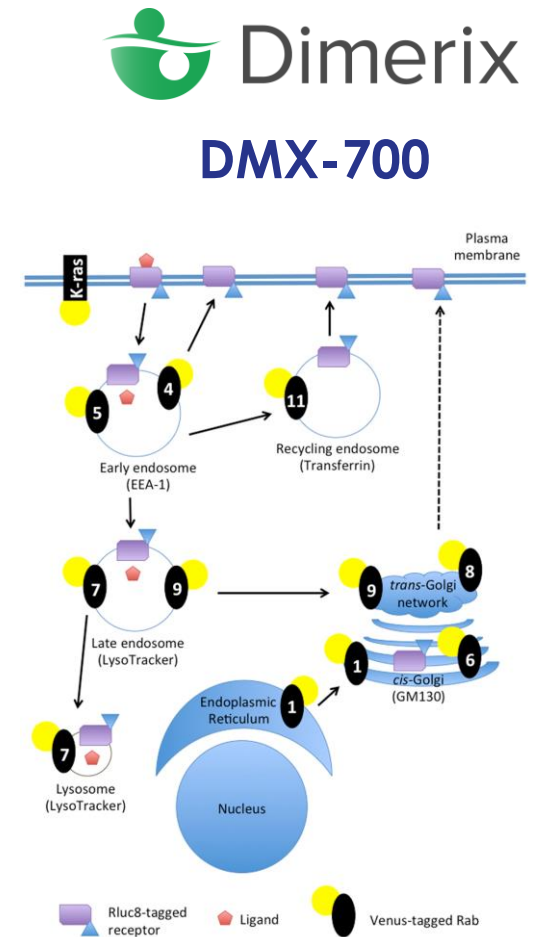 Dimerix
DMX-700
Plasma
membrane
K-ras
4
5
11
Early endosome
(EEA-1)
Recycling endosome
(Transferrin)
7
9
9
8
trans-Golgi
network
Late endosome
(LysoTracker)
1
6
cis-Golgi
(GM130)
Endoplasmic
Reticulum
1
7
Lysosome
(LysoTracker)
Nucleus
Rluc8-tagged
receptor
Ligand
Venus-tagged Rab